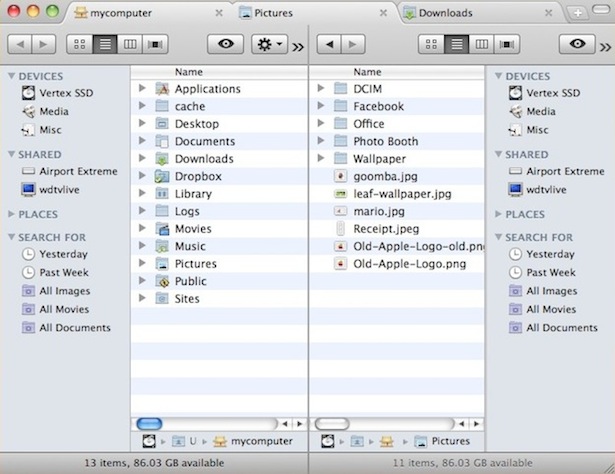 mycomputer
Pictures
Downloads
DEVICES
Vertex SSD
Media
Misc
SHARED
Airport Extreme
wdtvlive
PLACES
SEARCH FOR
Yesterday
Past Week
All Images
All Movies
All Documents
Name
Applications
cache
Desktop
Documents
Downloads
Dropbox
Library
Logs
Movies
Music
Pictures
Public
Sites
U
mycomputer
13 items, 86.03 GB available
Name
DCIM
Facebook
Office
Photo Booth
Wallpaper
goomba.jpg
leaf-wallpaper.jpg
mario.jpg
Receipt.jpeg
Old-Apple-Logo-old.png
Old-Apple-Logo.png
Pictures
DEVICES
Vertex SSD
Media
Misc
SHARED
Airport Extreme
wdtvlive
PLACES
SEARCH FOR
Yesterday
Past Week
All Images
All Movies
All Documents
11 items, 86.03 GB available